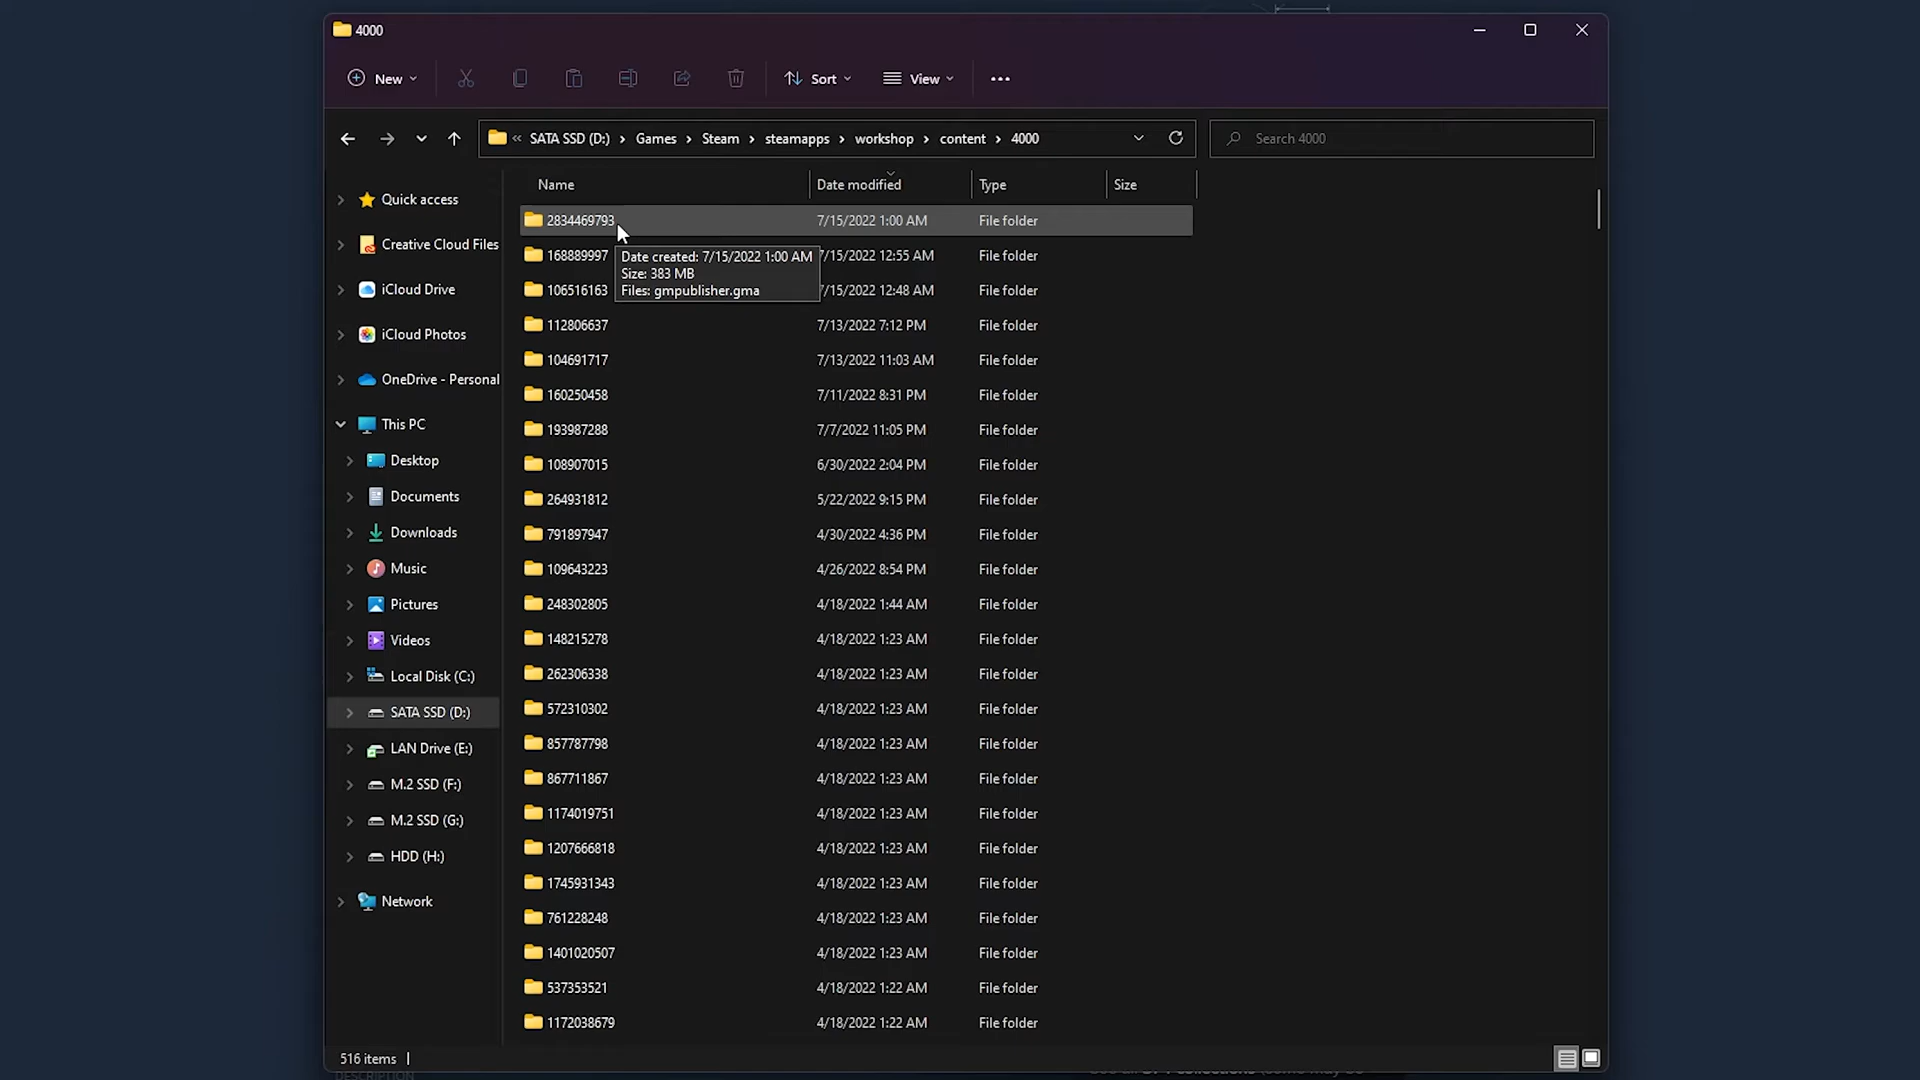 4000
New
Sort
View
SATA SSD (D:) Games Steam steamapps workshop content 4000
Search 4000
Name Date modified Type Size
Quick access
Creative Cloud Files
iCloud Drive
iCloud Photos
OneDrive - Personal
This PC
Desktop
Documents
Downloads
Music
Pictures
Videos
Local Disk (C:)
SATA SSD (D:)
LAN Drive (E:)
M.2 SSD (F:)
M.2 SSD (G:)
HDD (H:)
Network
2834469793 7/15/2022 1:00 AM File folder
168889997 7/15/2022 12:55 AM File folder
106516163 7/15/2022 12:48 AM File folder
Date created: 7/15/2022 1:00 AM
Size: 383 MB
Files: gmpublisher.gma
112806637 7/13/2022 7:12 PM File folder
104691717 7/13/2022 11:03 AM File folder
160250458 7/11/2022 8:31 PM File folder
193987288 7/7/2022 11:05 PM File folder
108907015 6/30/2022 2:04 PM File folder
264931812 5/22/2022 9:15 PM File folder
791897947 4/30/2022 4:36 PM File folder
109643223 4/26/2022 8:54 PM File folder
248302805 4/18/2022 1:44 AM File folder
148215278 4/18/2022 1:23 AM File folder
262306338 4/18/2022 1:23 AM File folder
572310302 4/18/2022 1:23 AM File folder
857787798 4/18/2022 1:23 AM File folder
867711867 4/18/2022 1:23 AM File folder
1174019751 4/18/2022 1:23 AM File folder
1207666818 4/18/2022 1:23 AM File folder
1745931343 4/18/2022 1:23 AM File folder
761228248 4/18/2022 1:23 AM File folder
1401020507 4/18/2022 1:23 AM File folder
537353521 4/18/2022 1:22 AM File folder
1172038679 4/18/2022 1:22 AM File folder
516 items
DESCRIPTION